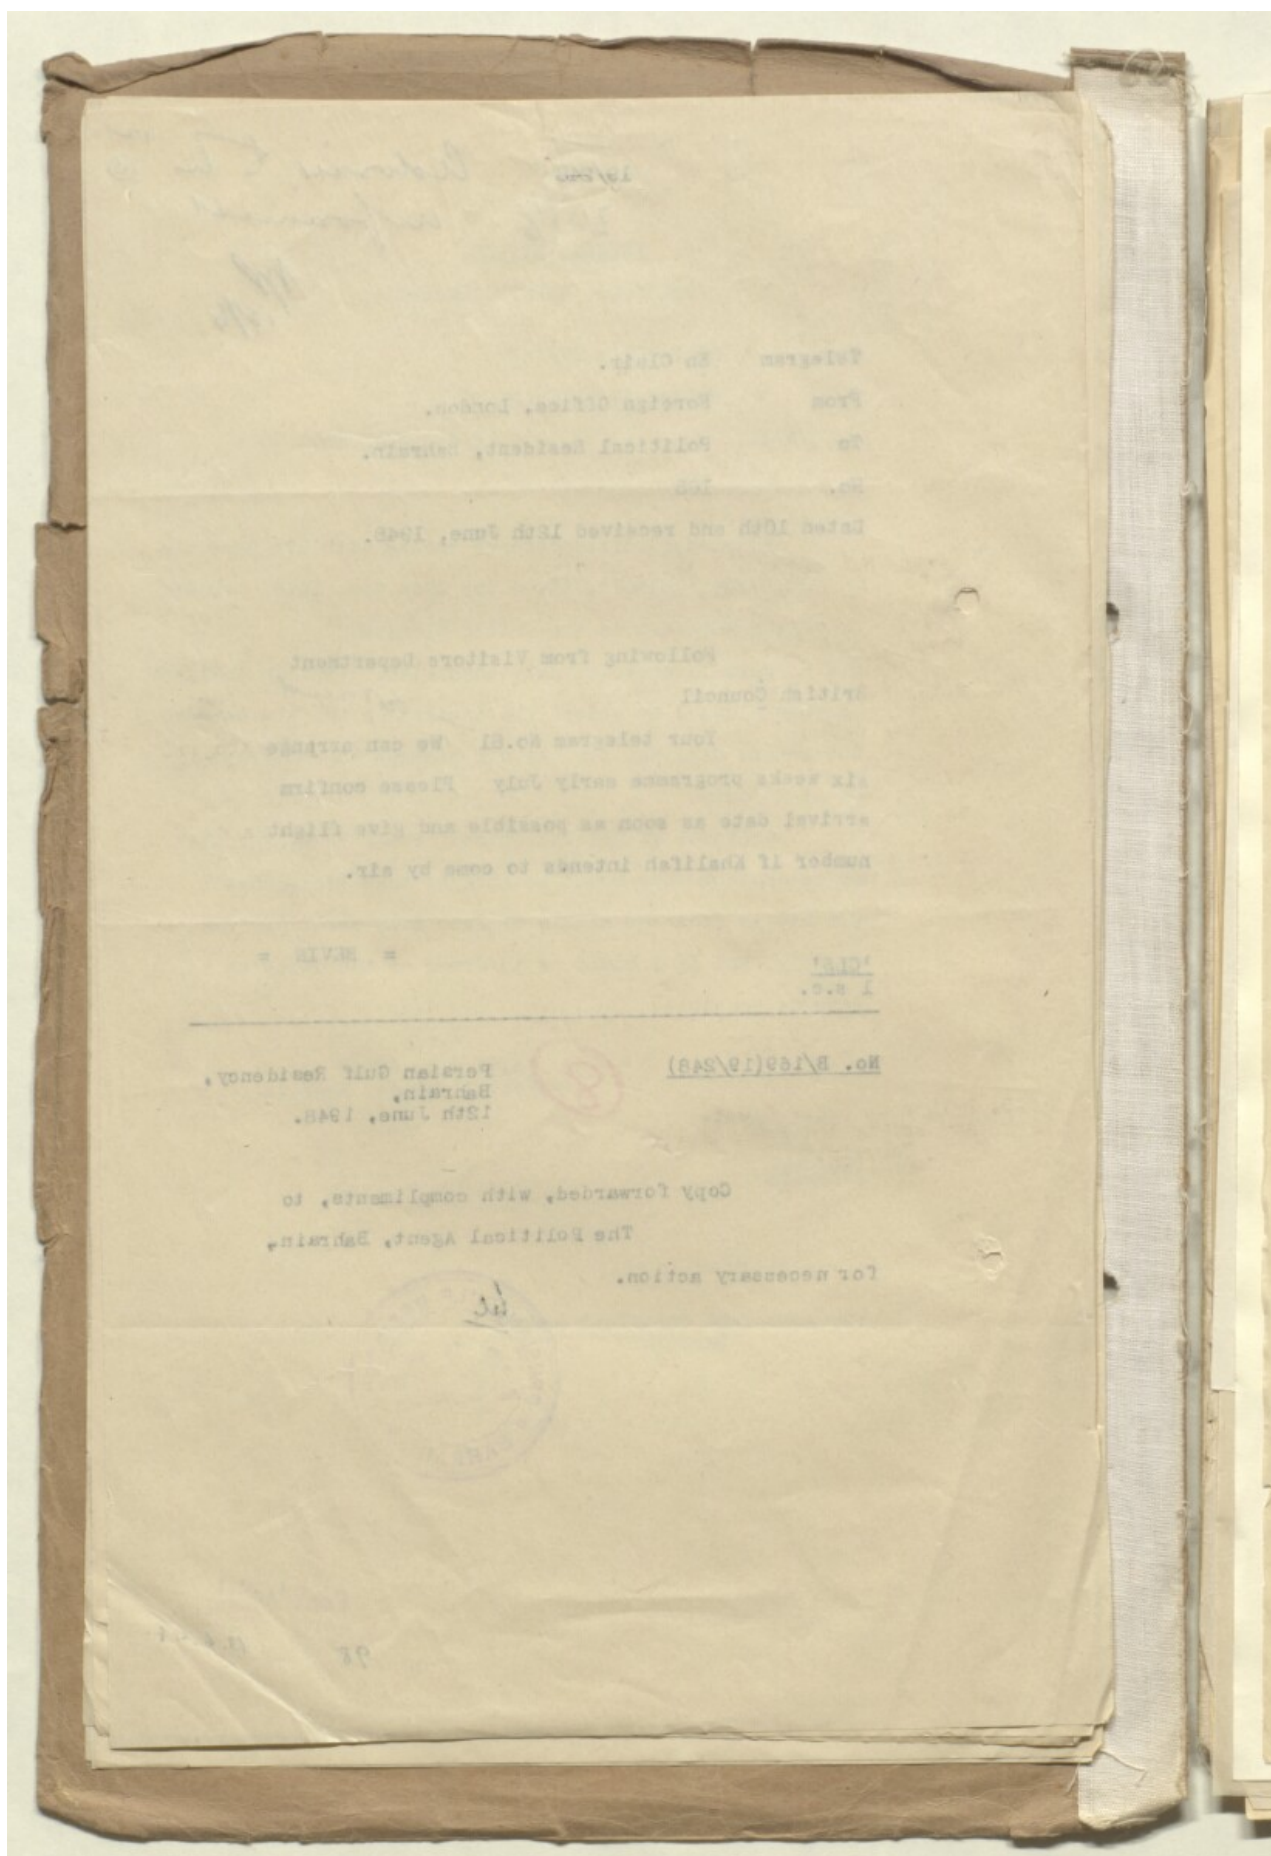 19/248
Telegram En Clair.
From Foreign Office, London.
To Political Resident, Bahrain.
No.
Dated 10th and received 12th June, 1948.
Following from Visitors Department
British Council
Your telegram No.61 We can arrange
six weeks programme early July Please confirm
arrival date as soon as possible and give flight
number if Khalifah intends to come by air.
= BEVIN =
'GLS'
1 s.c.
No. B/169(19/248)
Persian Gulf Residency,
Bahrain,
12th June, 1948.
Copy forwarded, with compliments, to
The Political Agent, Bahrain,
for necessary action.
98